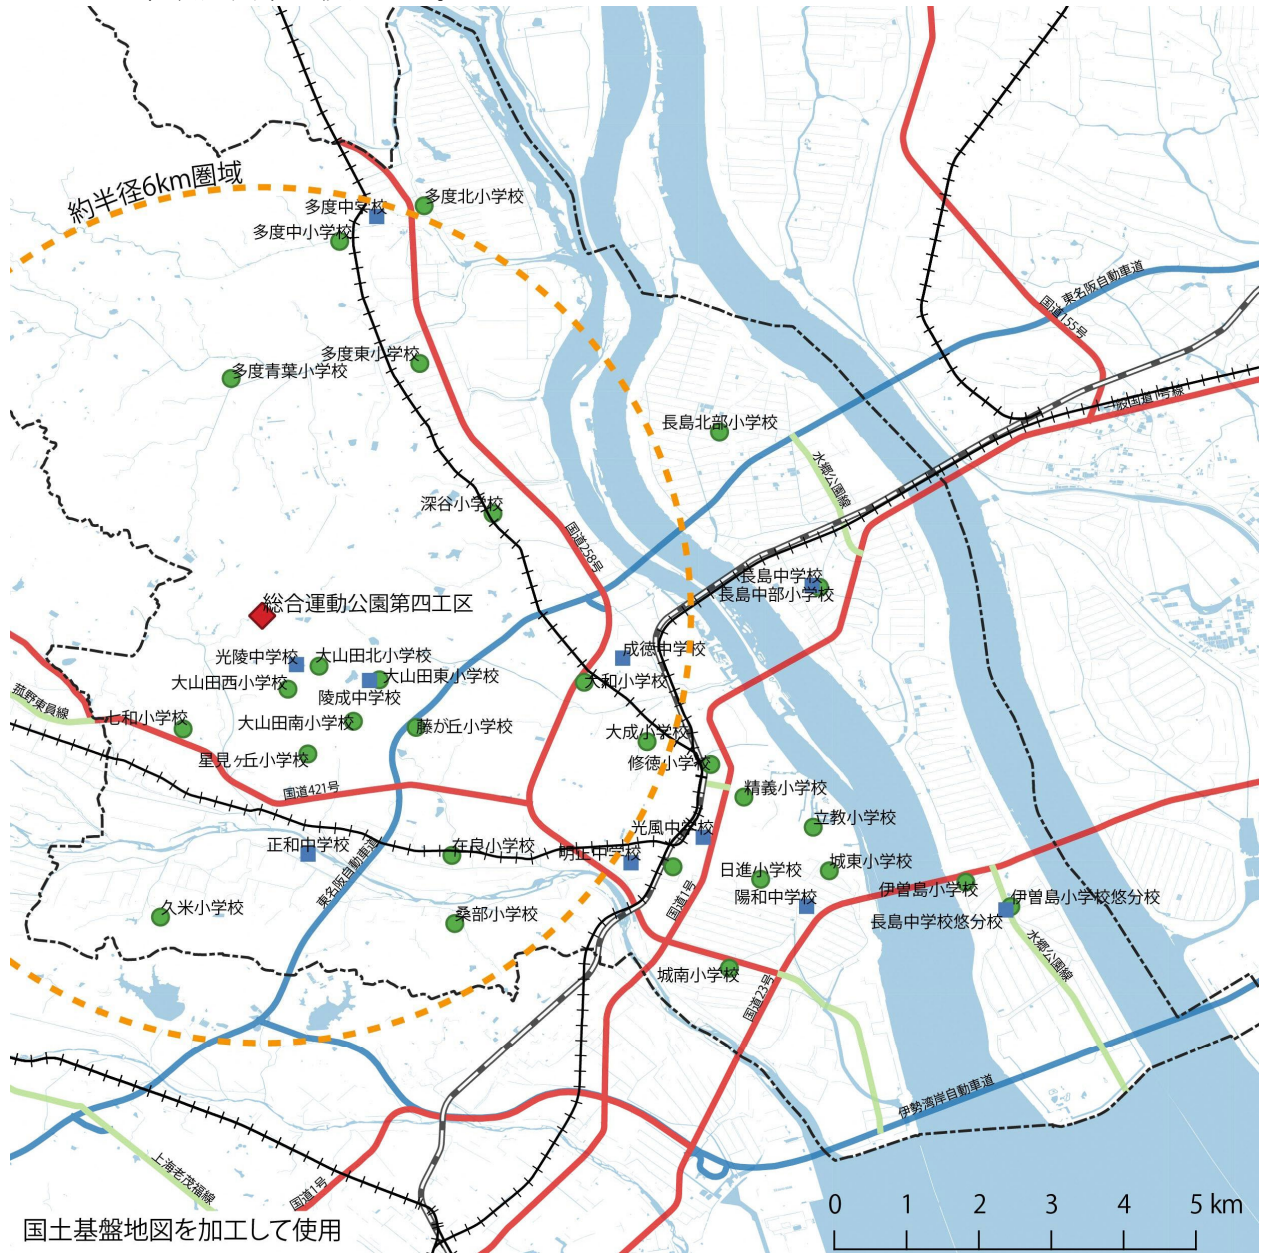 約半径6km圏域
多度北小学校
多度中学校
多度中小学校
東名阪自動車道
国道155号
多度東小学校
多度青葉小学校
長島北部小学校
水郷公園線
深谷小学校
国道258号
長島中学校
長島中部小学校
総合運動公園第四工区
成徳中学校
光陵中学校
大山田北小学校
大山田西小学校
大山田東小学校
大和小学校
陵成中学校
菰野東員線
七和小学校
大山田南小学校
藤が丘小学校
大成小学校
星見ヶ丘小学校
修徳小学校
国道421号
精義小学校
立教小学校
光風中学校
正和中学校
在良小学校
明正中学校
東名阪自動車道
日進小学校
城東小学校
陽和中学校
伊曽島小学校
伊曽島小学校悠分校
長島中学校悠分校
国道1号
久米小学校
桑部小学校
水郷公園線
城南小学校
国道23号
伊勢湾岸自動車道
上海老茂福線
国道1号
0 1 2 3 4 5 km
国土基盤地図を加工して使用